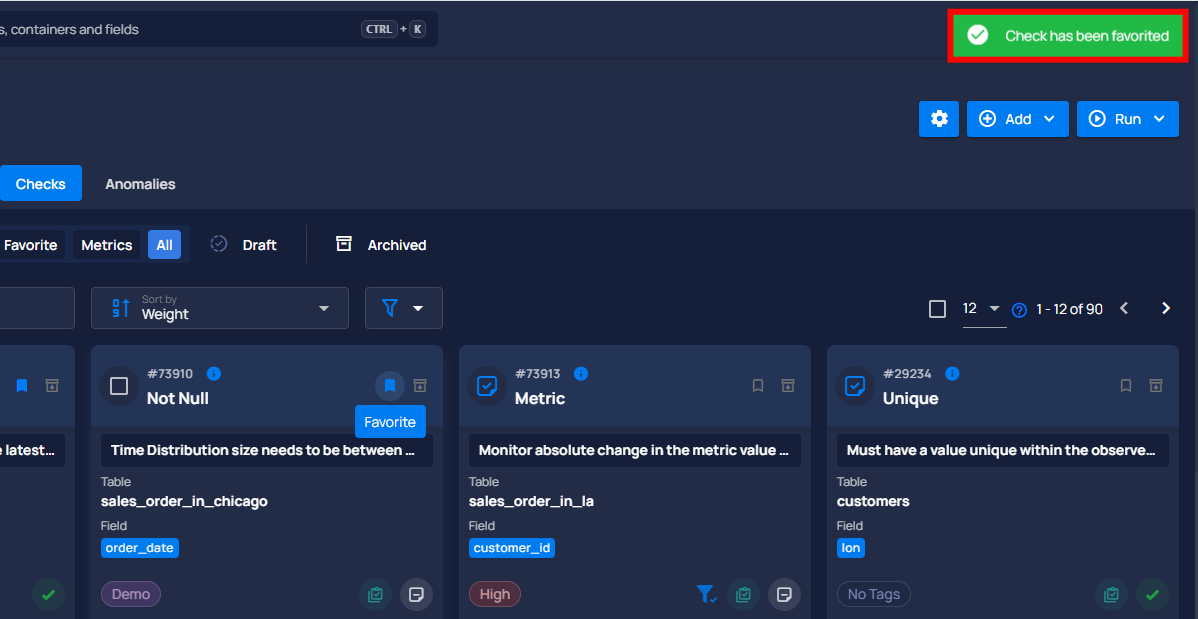 s, containers and fields
CTRL + K
Check has been favorited
Add
Run
Checks
Anomalies
Favorite
Metrics
All
Draft
Archived
Sort by
Weight
12
1 - 12 of 90
latest...
#73910
Not Null
Favorite
Time Distribution size needs to be between ...
Table
sales_order_in_chicago
Field
order_date
Demo
#73913
Metric
Monitor absolute change in the metric value ...
Table
sales_order_in_la
Field
customer_id
High
#29234
Unique
Must have a value unique within the observe...
Table
customers
Field
lon
No Tags